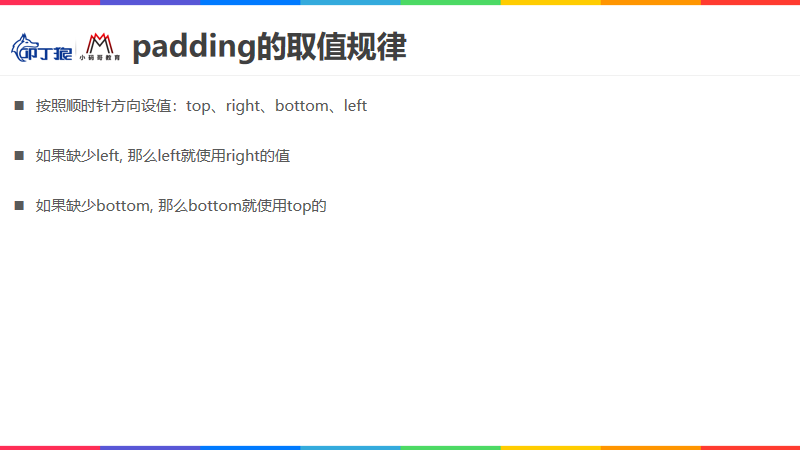 叩丁狼
小码哥教育
padding的取值规律
按照顺时针方向设值：top、right、bottom、left
如果缺少left, 那么left就使用right的值
如果缺少bottom, 那么bottom就使用top的